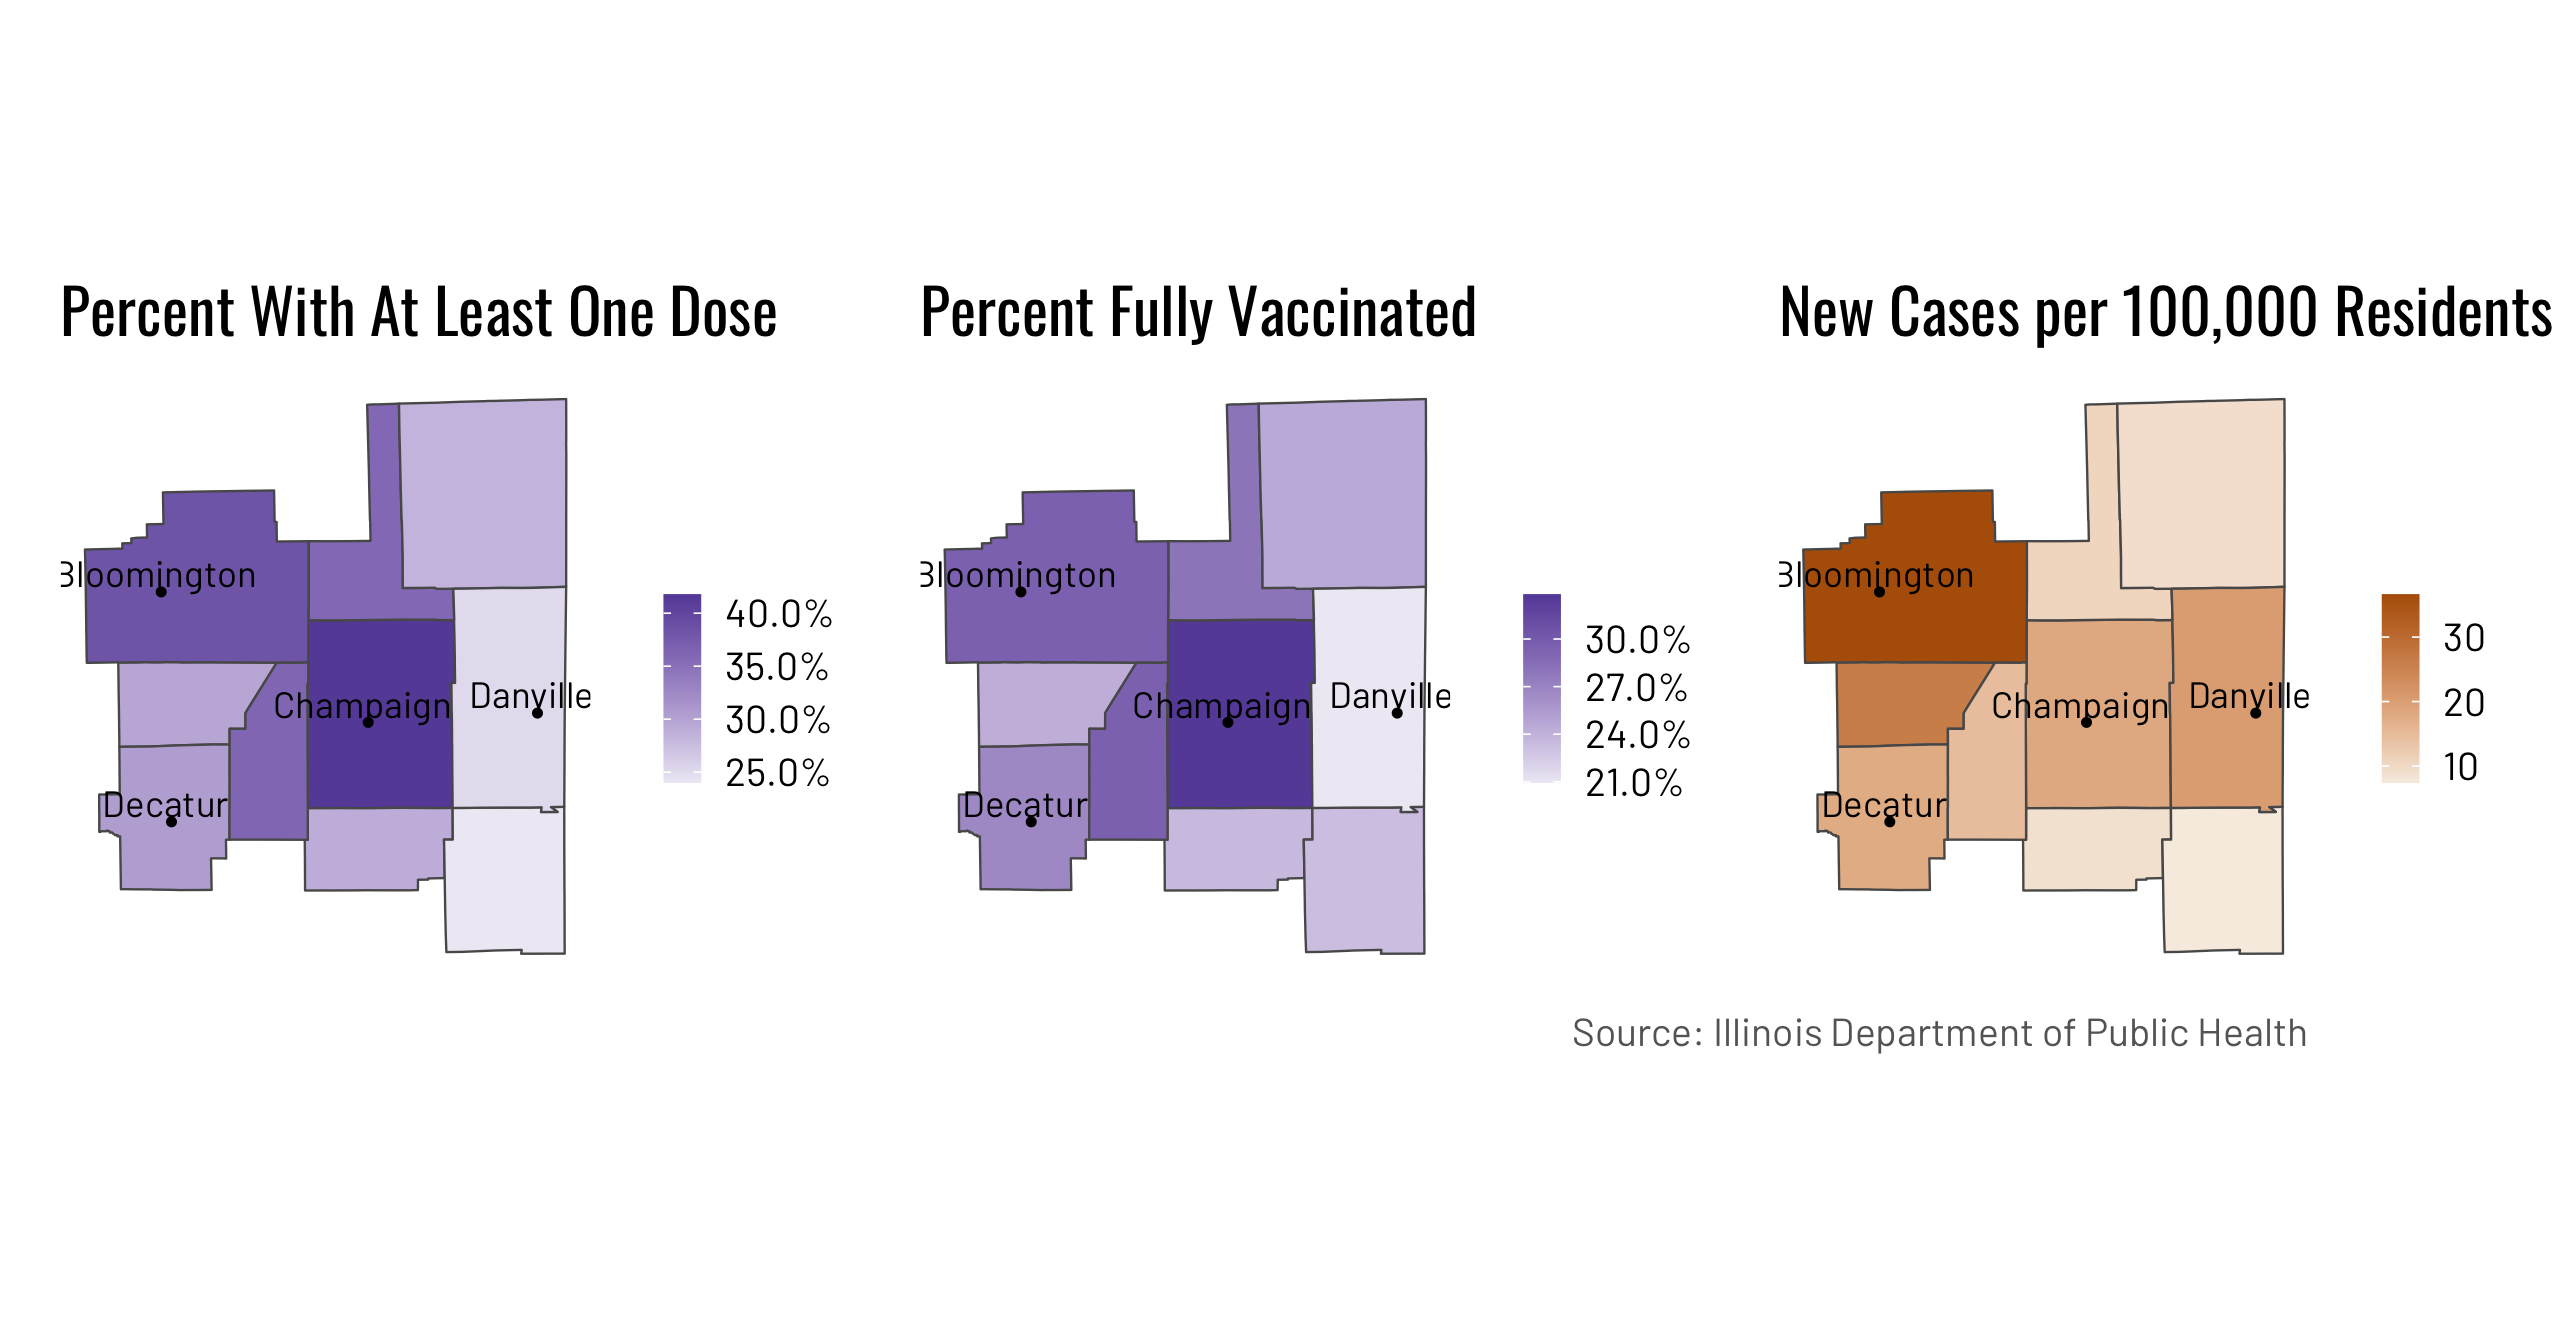 Percent With At Least One Dose
Bloomington
Champaign
Danville
Decatur
40.0%
35.0%
30.0%
25.0%
Percent Fully Vaccinated
Bloomington
Champaign
Danville
Decatur
30.0%
27.0%
24.0%
21.0%
New Cases per 100,000 Residents
Bloomington
Champaign
Danville
Decatur
30
20
10
Source: Illinois Department of Public Health